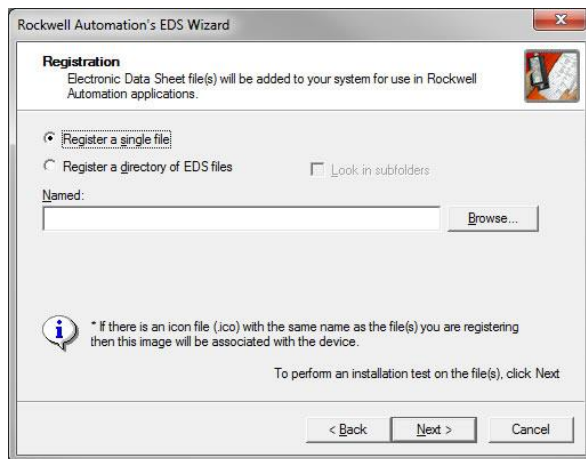 Rockwell Automation's EDS Wizard
Registration
Electronic Data Sheet file(s) will be added to your system for use in Rockwell
Automation applications.
Register a single file
Register a directory of EDS files
Look in subfolders
Named:
Browse...
* If there is an icon file (.ico) with the same name as the file(s) you are registering
then this image will be associated with the device.
To perform an installation test on the file(s), click Next
< Back
Next >
Cancel